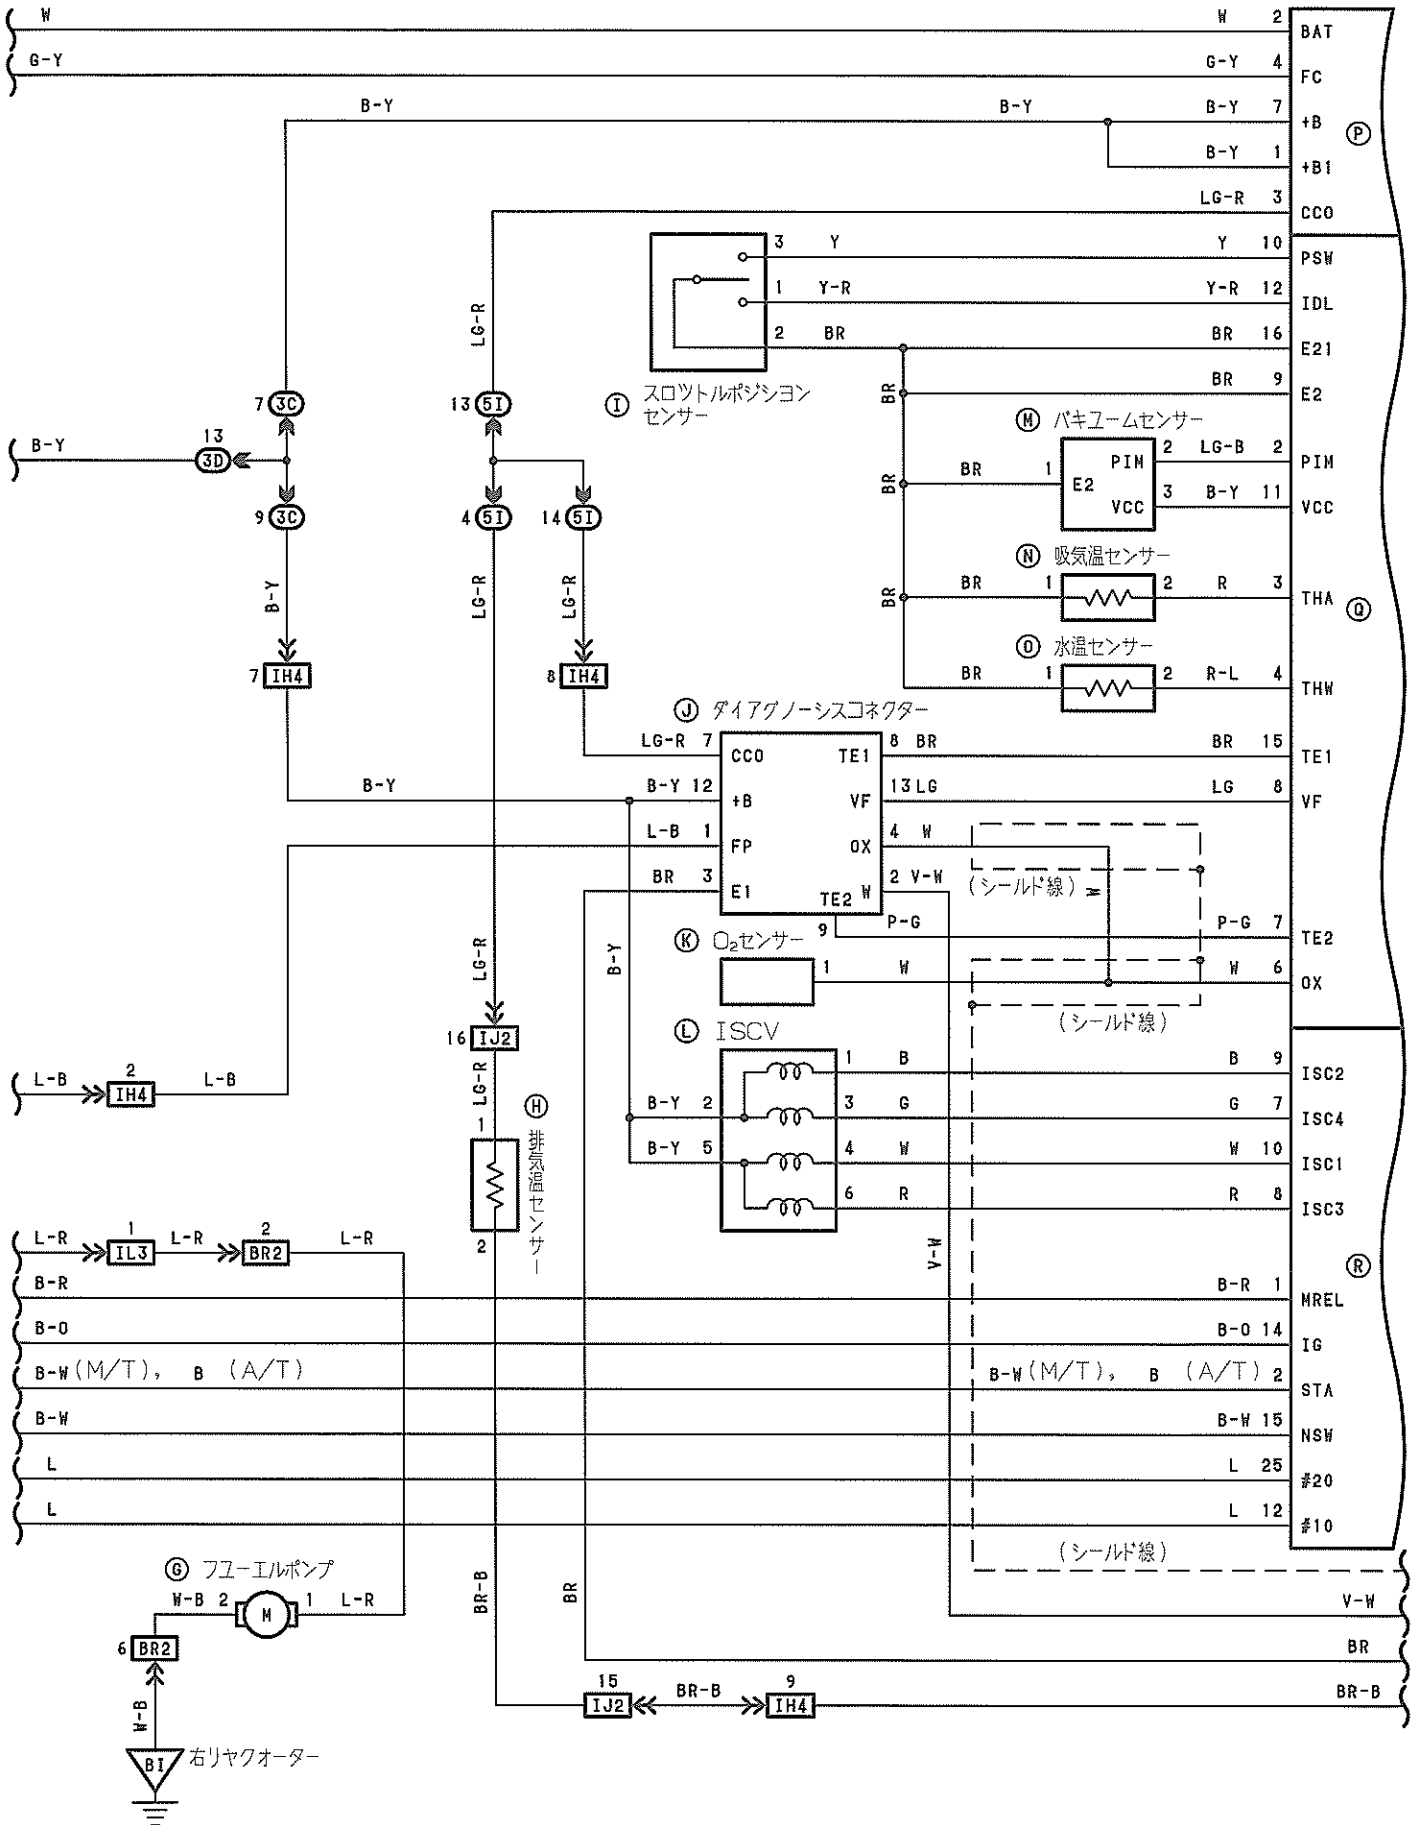 W W 2 BAT
G-Y G-Y 4 FC
B-Y B-Y B-Y 7 +B
P
B-Y 1 +B1
LG-R 3 CCO
3 Y Y 10 PSW
1 Y-R Y-R 12 IDL
LG-R
2 BR BR 16 E21
BR
BR 9 E2
I スロツトルポジシヨン
センサー
7 3C 13 5I
M バキユームセンサー
B-Y 13 3D
PIM 2 LG-B 2 PIM
BR 1 E2
BR
VCC 3 B-Y 11 VCC
9 3C 4 5I 14 5I
N 吸気温センサー
B-Y LG-R LG-R BR
BR 1 2 R 3 THA
Q
O 水温センサー
7 IH4 8 IH4
BR 1 2 R-L 4 THW
J ダイアグノーシスコネクター
LG-R 7 CCO TE1 8 BR BR 15 TE1
B-Y B-Y 12 +B VF 13 LG LG 8 VF
L-B 1 FP OX 4 W
BR 3 E1 W 2 V-W
(シールド線) W
TE2
9 P-G P-G 7 TE2
K O₂センサー
LG-R B-Y
1 W W 6 OX
(シールド線)
16 IJ2
L ISCV
L-B 2 IH4 L-B
LG-R
1 B B 9 ISC2
B-Y 2 3 G G 7 ISC4
B-Y 5 4 W W 10 ISC1
6 R R 8 ISC3
H 排気温センサー
1
2
V-W
L-R 1 IL3 L-R 2 BR2 L-R
R
B-R B-R 1 MREL
B-O B-O 14 IG
B-W(M/T), B (A/T) B-W(M/T), B (A/T) 2 STA
B-W B-W 15 NSW
L L 25 #20
L L 12 #10
(シールド線)
G フユーエルポンプ
W-B 2 M 1 L-R
BR-B BR
V-W
6 BR2
BR
15 IJ2 BR-B 9 IH4 BR-B
W-B
BI 右リヤクオーター